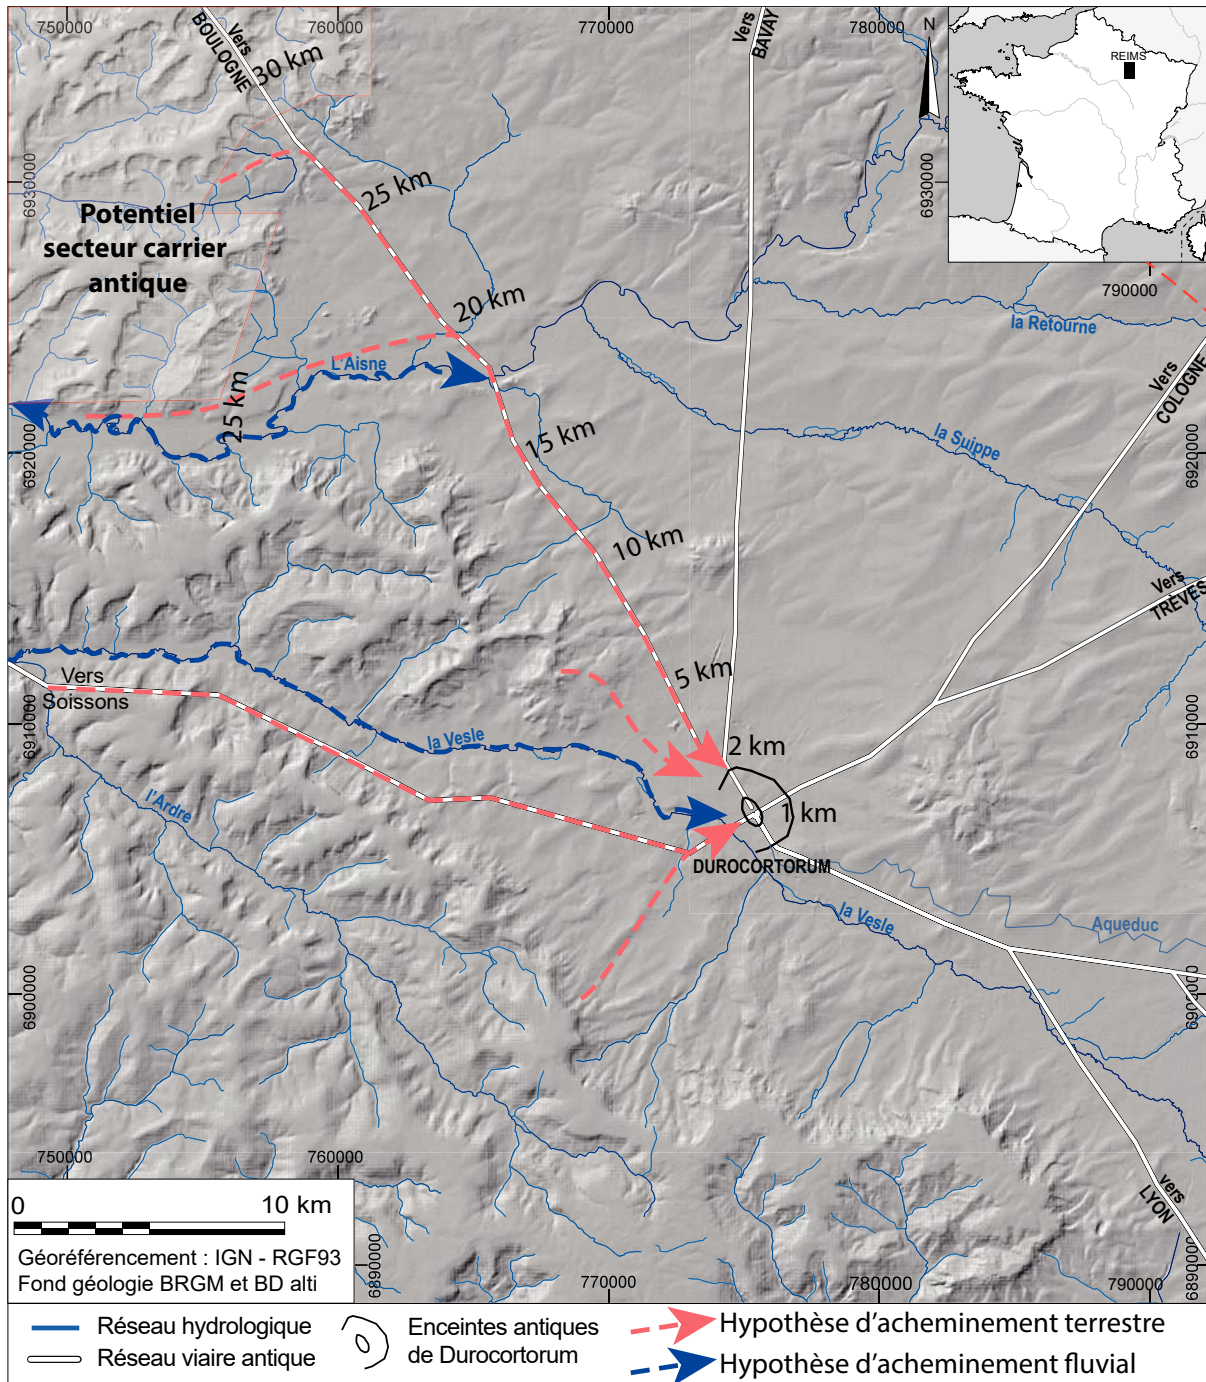 750000
760000
770000
780000
N
REIMS
Vers
BOULOGNE
Vers
BAVAY
30 km
6930000
6930000
25 km
Potentiel
secteur carrier
antique
790000
20 km
la Retourne
L'Aisne
Vers
COLOGNE
25 km
15 km
la Suippe
6920000
6920000
10 km
Vers
TRÈVES
Vers
Soissons
5 km
6910000
6910000
la Vesle
2 km
l'Ardre
1 km
DUROCORTORUM
la Vesle
Aqueduc
6900000
6900000
750000
760000
vers
LYON
0 10 km
Géoréférencement : IGN - RGF93
Fond géologie BRGM et BD alti
6890000
770000
780000
790000
6890000
Réseau hydrologique
Réseau viaire antique
Enceintes antiques
de Durocortorum
Hypothèse d'acheminement terrestre
Hypothèse d'acheminement fluvial